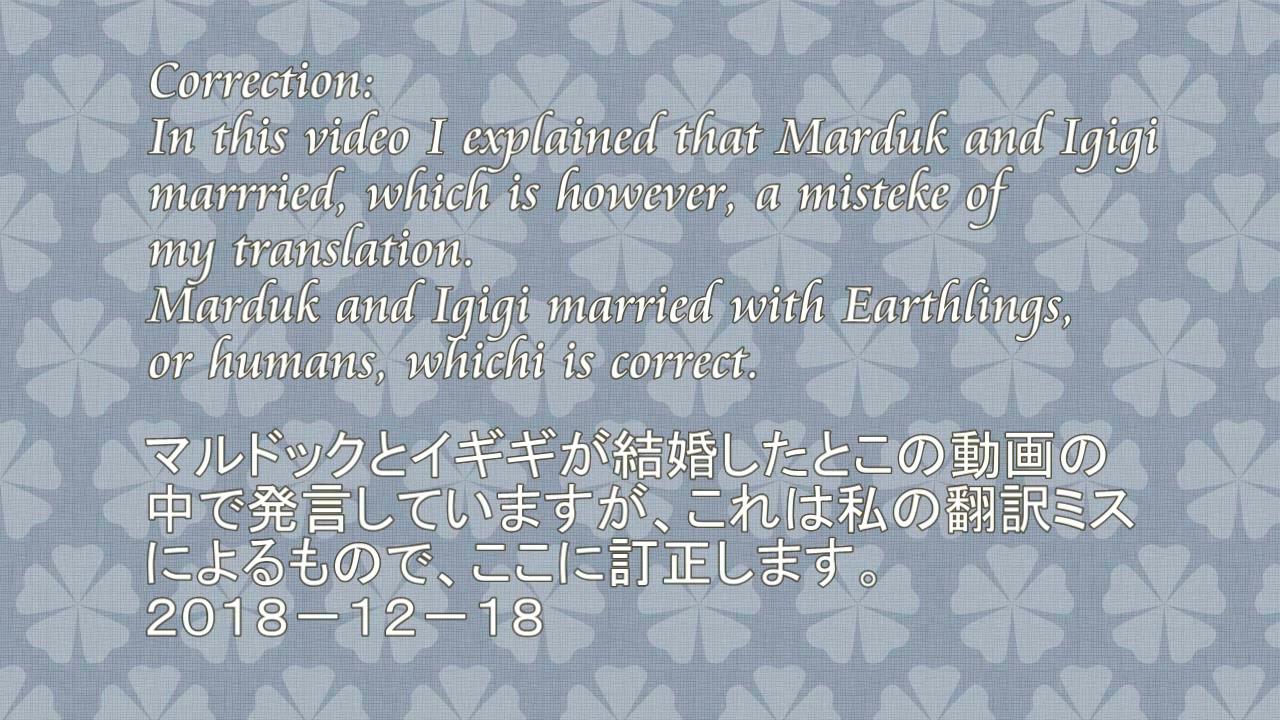 Correction:
In this video I explained that Marduk and Igigi
marrried, which is however, a misteke of
my translation.
Marduk and Igigi married with Earthlings,
or humans, whichi is correct.
マルドックとイギギが結婚したとこの動画の
中で発言していますが、これは私の翻訳ミス
によるもので、ここに訂正します。
２０１８－１２－１８